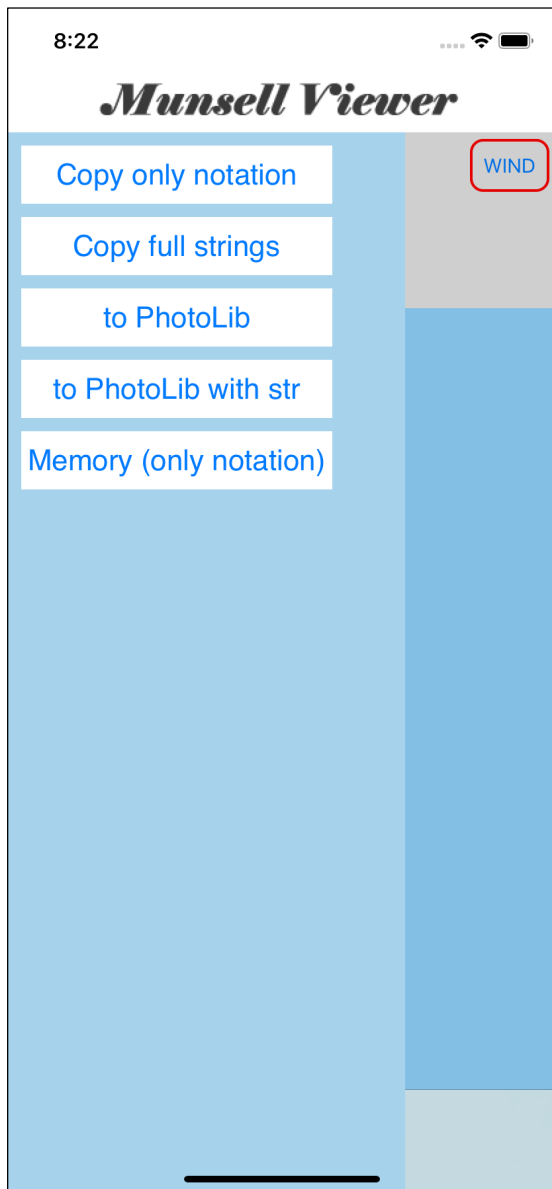 8:22
Munsell Viewer
Copy only notation
WIND
Copy full strings
to PhotoLib
to PhotoLib with str
Memory (only notation)